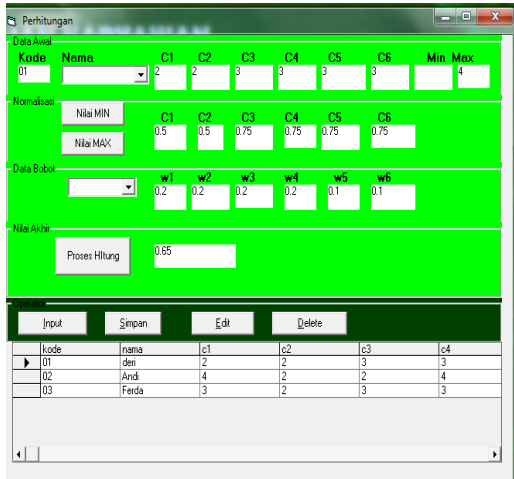 Perhitungan
Data Awal
Kode Nama C1 C2 C3 C4 C5 C6 Min Max
01 2 2 3 3 3 3 4
Normalisasi
Nilai MIN
C1 C2 C3 C4 C5 C6
0.5 0.5 0.75 0.75 0.75 0.75
Nilai MAX
Data Bobot
w1 w2 w3 w4 w5 w6
0.2 0.2 0.2 0.2 0.1 0.1
Nilai Akhir
Proses HItung 0.65
Operator
Input Simpan Edit Delete
kode nama c1 c2 c3 c4
01 deri 2 2 3 3
02 Andi 4 2 2 4
03 Ferda 3 2 3 3